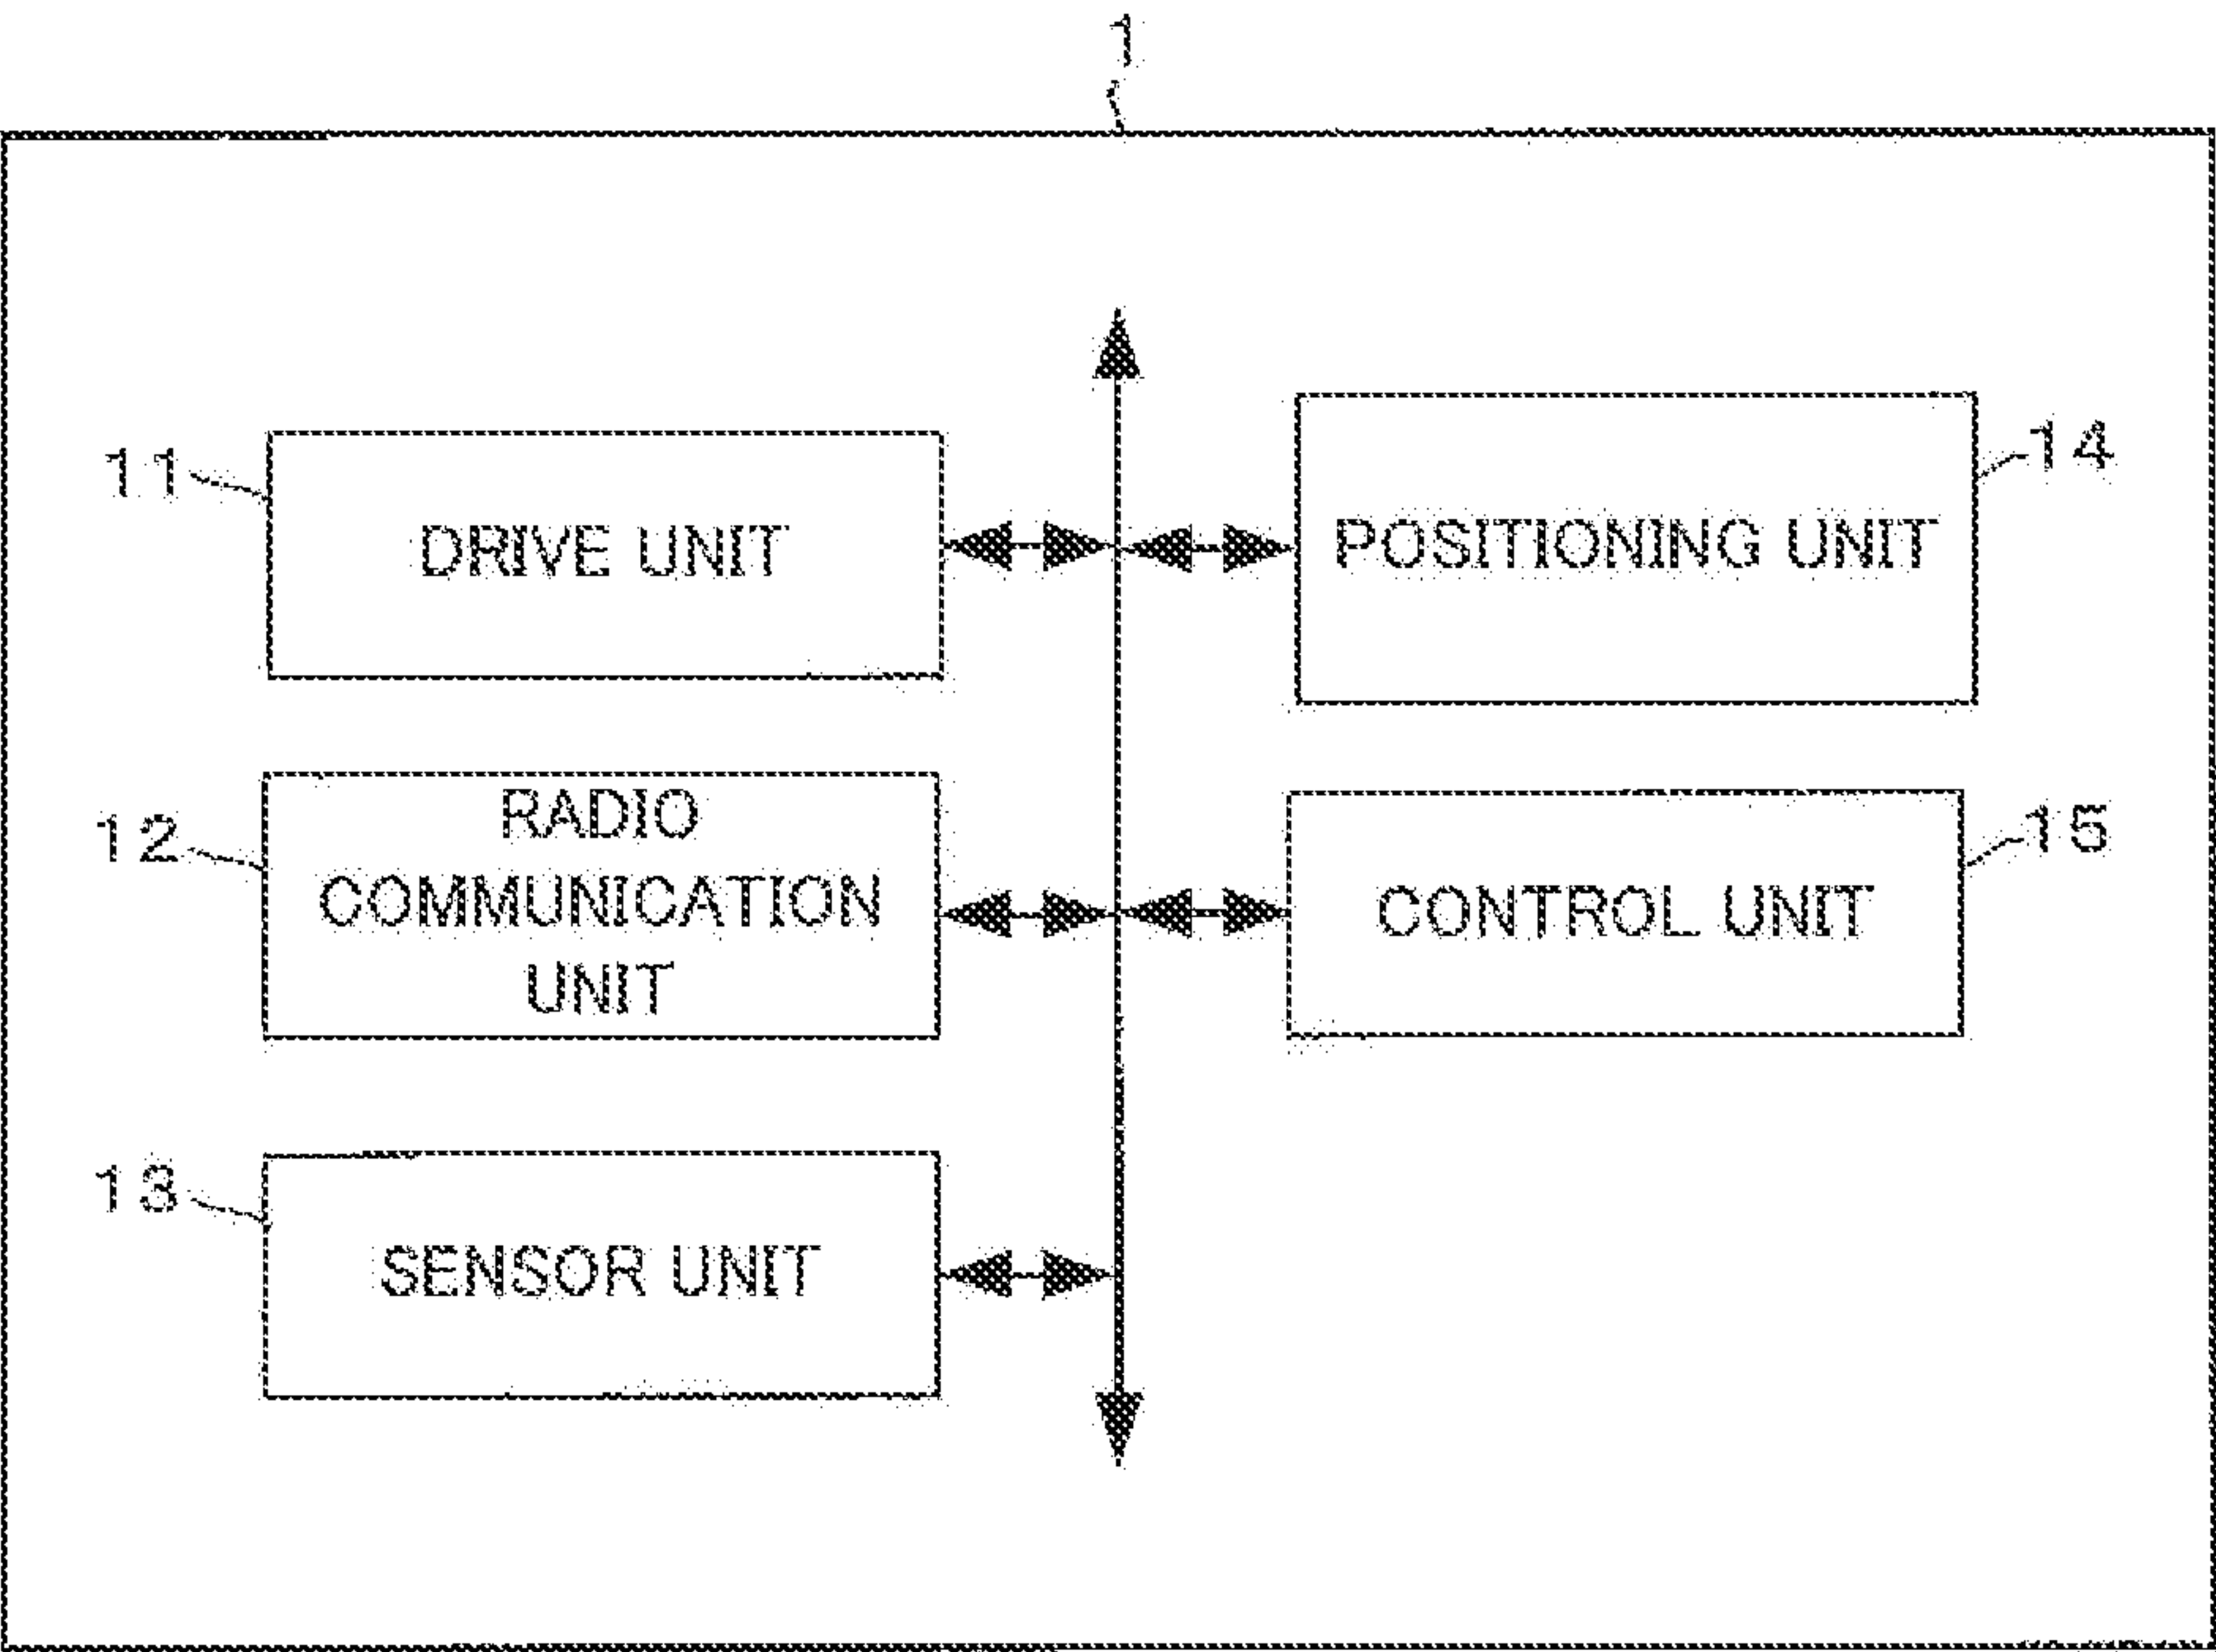 1
11
DRIVE UNIT
14
POSITIONING UNIT
12
RADIO
COMMUNICATION
UNIT
15
CONTROL UNIT
13
SENSOR UNIT